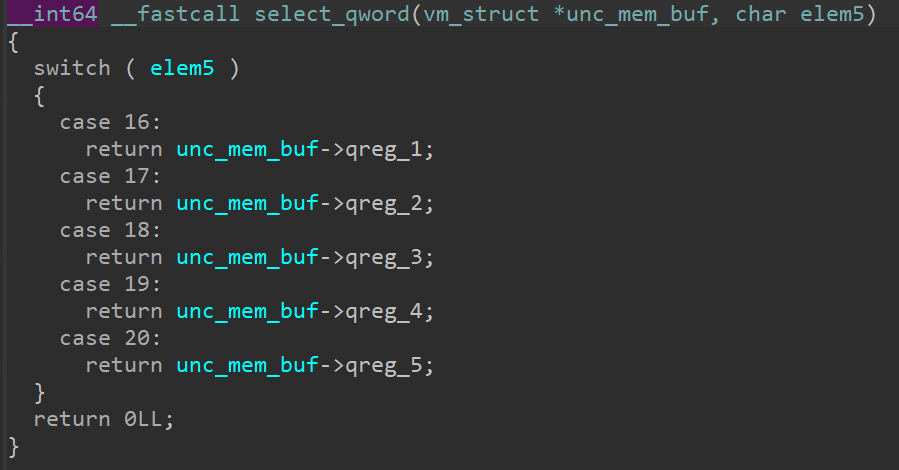 __int64 __fastcall select_qword(vm_struct *unc_mem_buf, char elem5)
{
  switch ( elem5 )
  {
    case 16:
      return unc_mem_buf->qreg_1;
    case 17:
      return unc_mem_buf->qreg_2;
    case 18:
      return unc_mem_buf->qreg_3;
    case 19:
      return unc_mem_buf->qreg_4;
    case 20:
      return unc_mem_buf->qreg_5;
  }
  return 0LL;
}